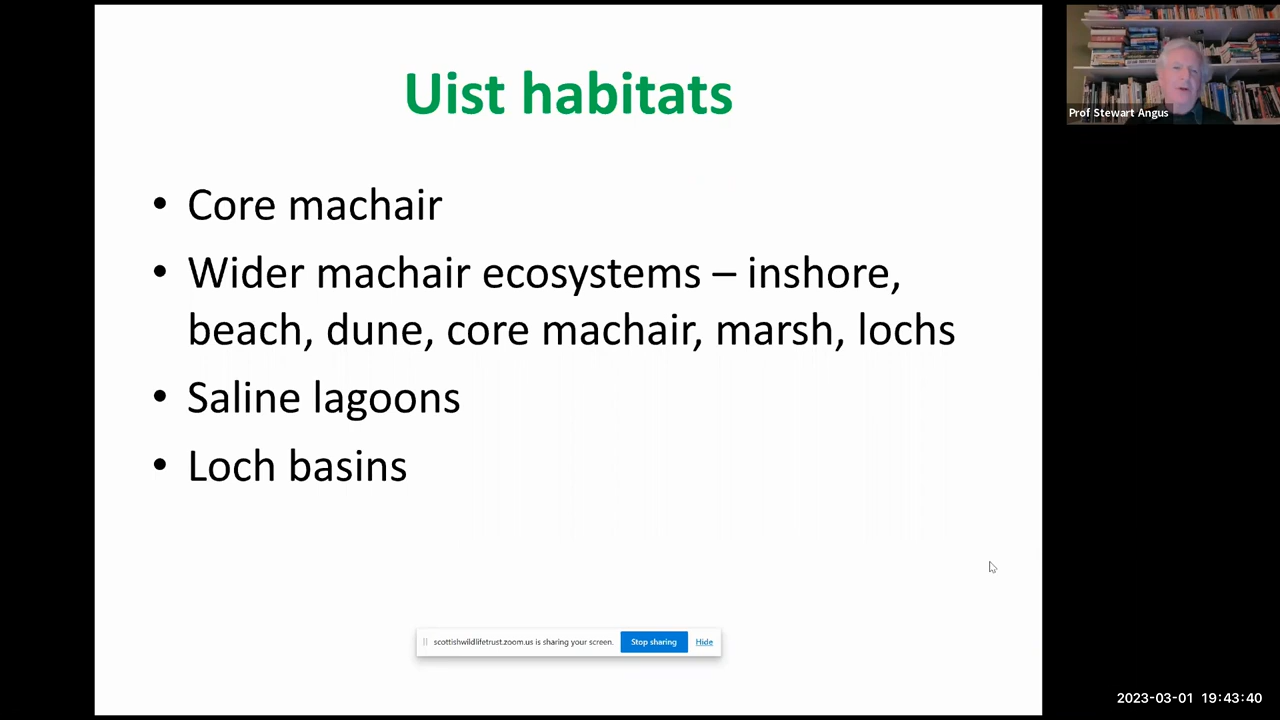 Uist habitats
• Core machair
• Wider machair ecosystems – inshore,
beach, dune, core machair, marsh, lochs
• Saline lagoons
• Loch basins
scottishwildlifetrust.zoom.us is sharing your screen. Stop sharing Hide
Prof Stewart Angus
2023-03-01 19:43:40